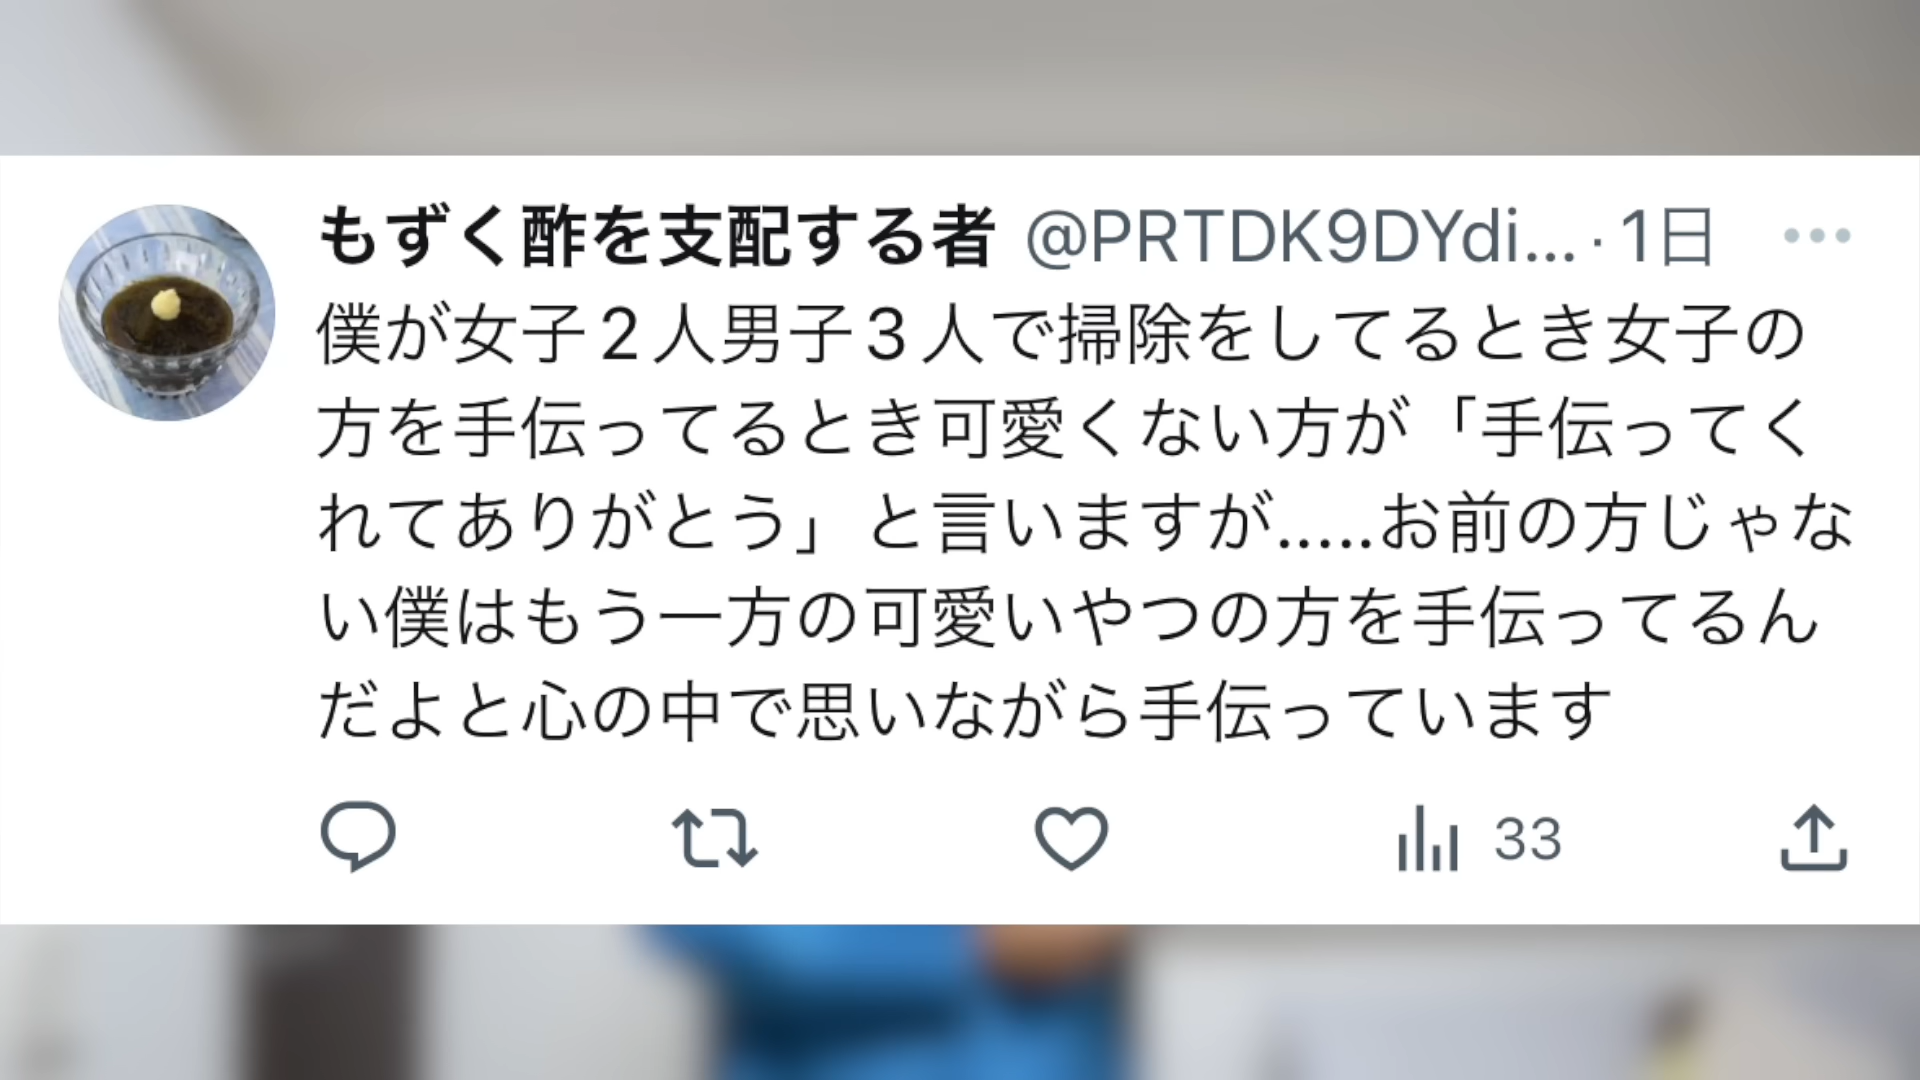 もずく酢を支配する者 @PRTDK9DYdi... · 1日
僕が女子2人男子3人で掃除をしてるとき女子の
方を手伝ってるとき可愛くない方が「手伝ってく
れてありがとう」と言いますが.....お前の方じゃな
い僕はもう一方の可愛いやつの方を手伝ってるん
だよと心の中で思いながら手伝っています
33